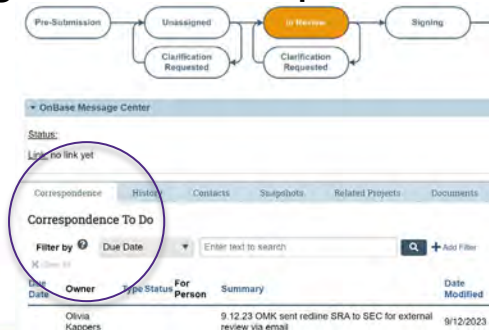 Pre-Submission
Unassigned
In Review
Signing
Clarification
Requested
Clarification
Requested
OnBase Message Center
Status:
Link: no link yet
Correspondence History Contacts Snapshots Related Projects Documents
Correspondence To Do
Filter by Due Date Enter text to search + Add Filter
Due Date Owner Type Status For Person Summary Date Modified
Olivia Kappers 9.12.23 OMK sent redline SRA to SEC for external review via email 9/12/2023